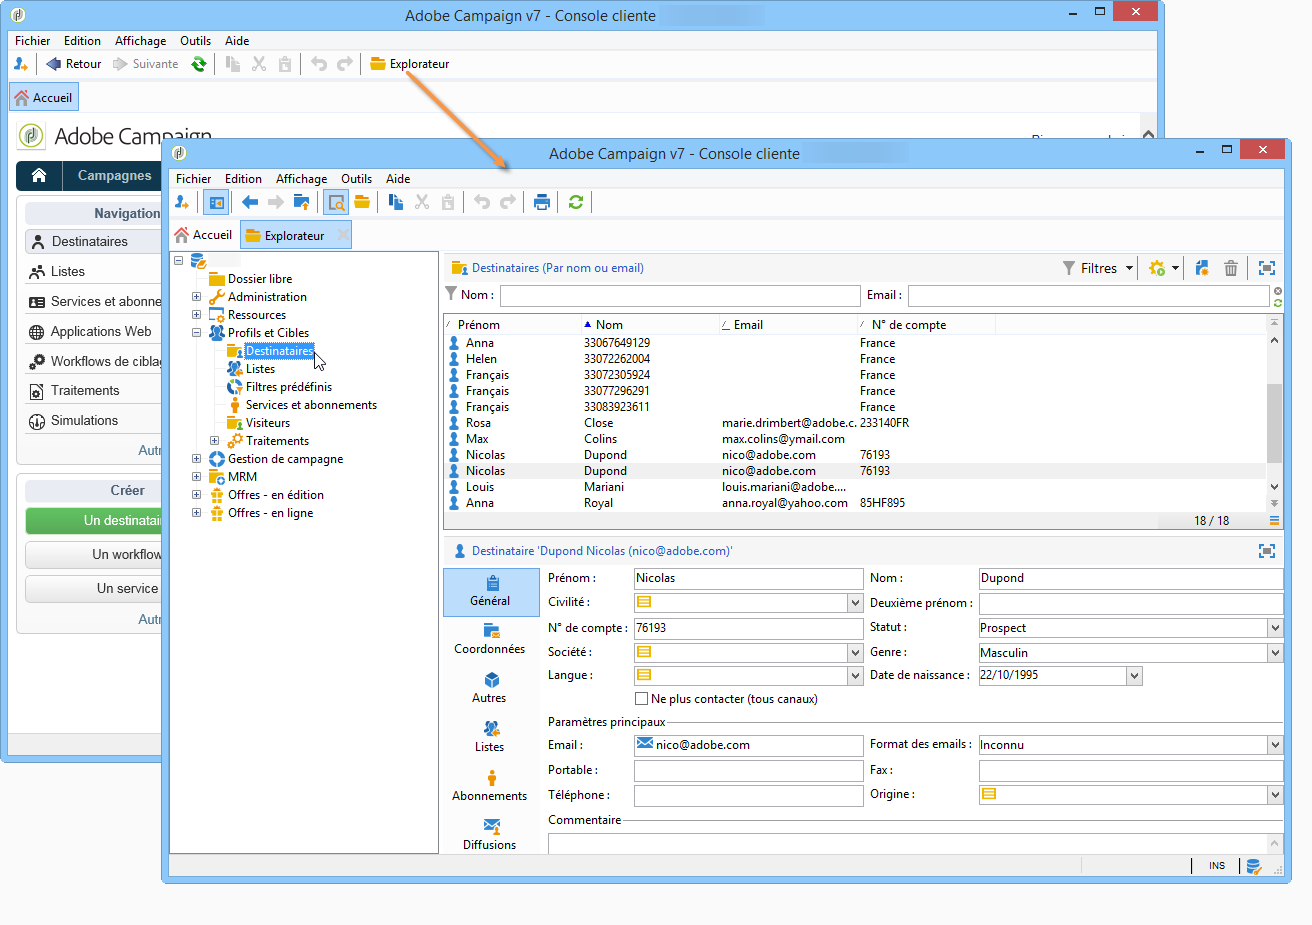 Adobe Campaign v7 - Console cliente
Fichier Edition Affichage Outils Aide
Retour Suivante Explorateur
Accueil
Adobe Campaign
Campagnes
Navigation
Destinataires
Listes
Services et abonne
Applications Web
Workflows de cibla
Traitements
Simulations
Autr
Créer
Un destinatai
Un workflow
Un service
Autr
Adobe Campaign v7 - Console cliente
Fichier Edition Affichage Outils Aide
Accueil Explorateur
Dossier libre
Administration
Ressources
Profils et Cibles
Destinataires
Listes
Filtres prédéfinis
Services et abonnements
Visiteurs
Traitements
Gestion de campagne
MRM
Offres - en édition
Offres - en ligne
Destinataires (Par nom ou email) Filtres
Nom : Email :
Prénom Nom Email N° de compte
Anna 33067649129 France
Helen 33072262004 France
Français 33072305924 France
Français 33077296291 France
Français 33083923611 France
Rosa Close marie.drimbert@adobe.c. 233140FR
Max Colins max.colins@ymail.com
Nicolas Dupond nico@adobe.com 76193
Nicolas Dupond nico@adobe.com 76193
Louis Mariani louis.mariani@adobe....
Anna Royal anna.royal@yahoo.com 85HF895
18 / 18
Destinataire 'Dupond Nicolas (nico@adobe.com)'
Général
Coordonnées
Autres
Listes
Abonnements
Diffusions
Prénom : Nicolas Nom : Dupond
Civilité : Deuxième prénom :
N° de compte : 76193 Statut : Prospect
Société : Genre : Masculin
Langue : Date de naissance : 22/10/1995
Ne plus contacter (tous canaux)
Paramètres principaux
Email : nico@adobe.com Format des emails : Inconnu
Portable : Fax :
Téléphone : Origine :
Commentaire
INS